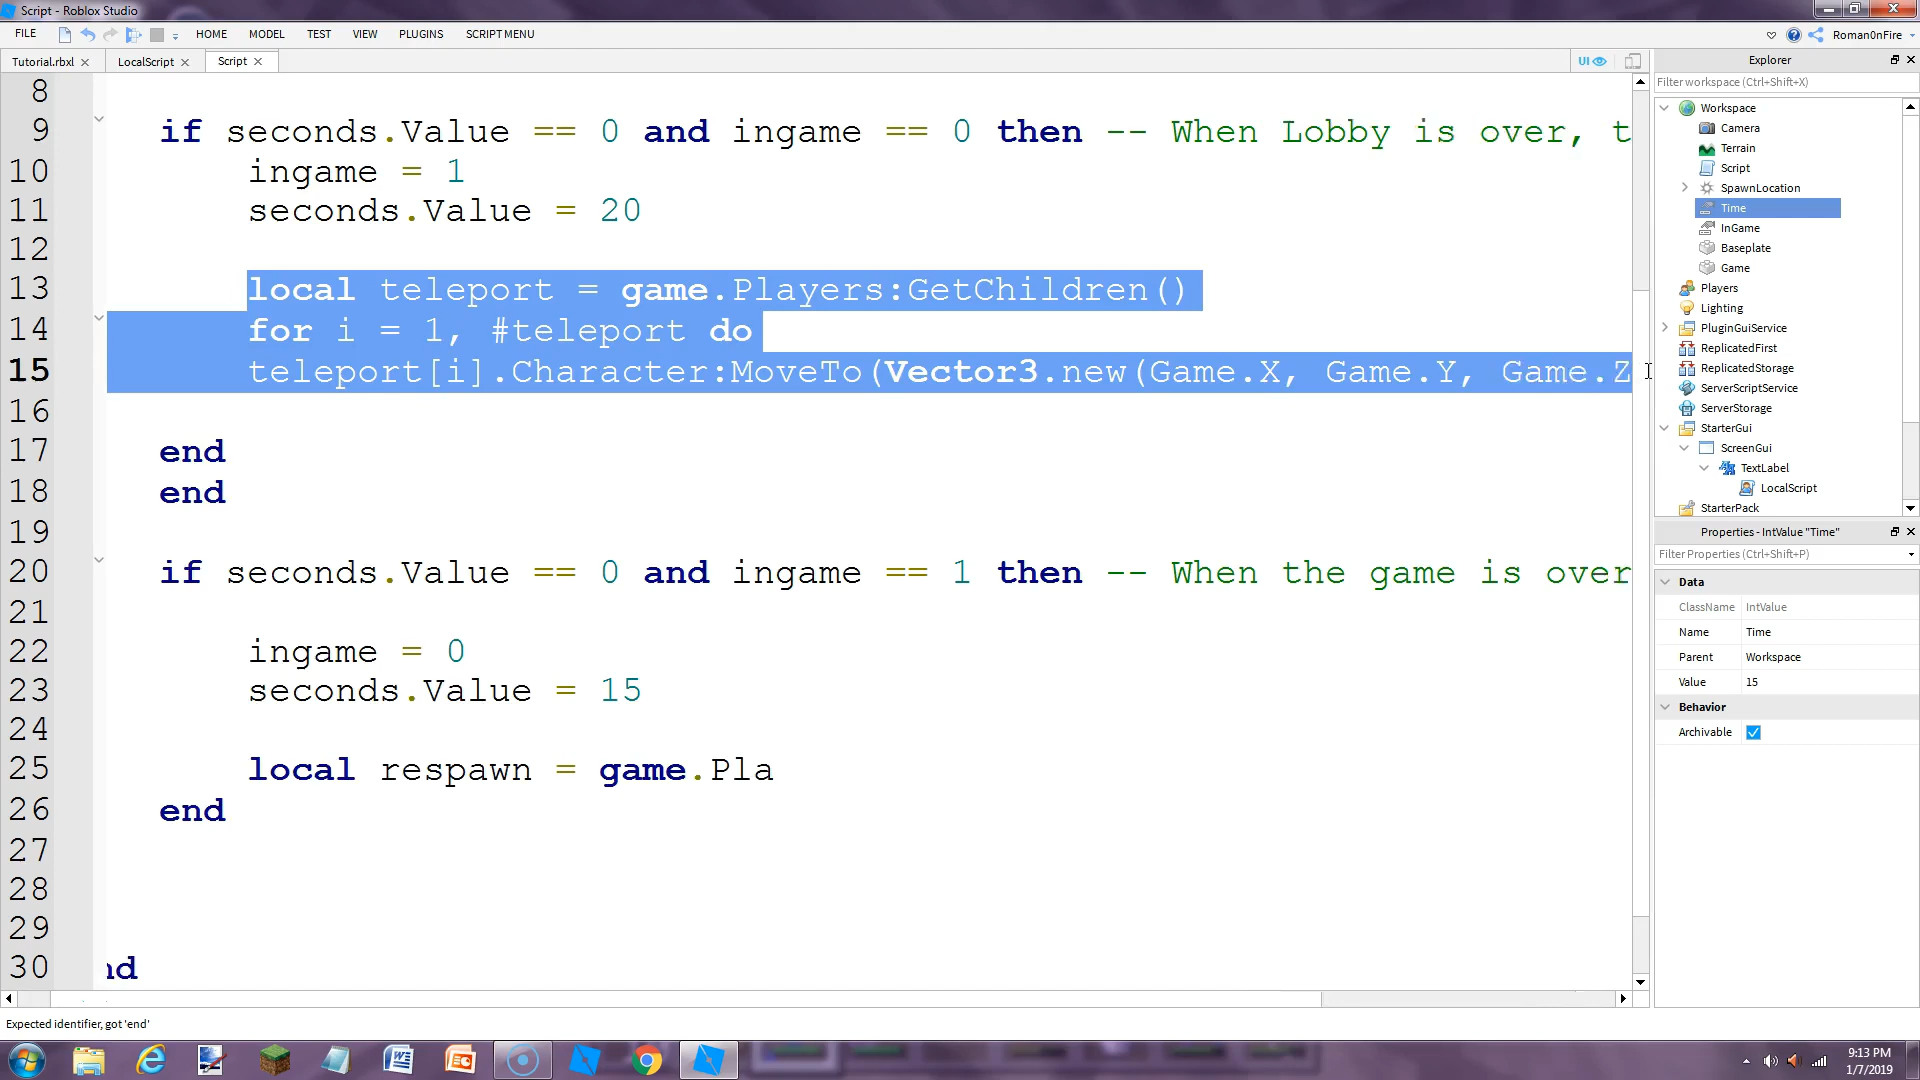 Script - Roblox Studio
FILE HOME MODEL TEST VIEW PLUGINS SCRIPT MENU Roman0nFire
Tutorial.rbxl LocalScript Script UI
8
9 if seconds.Value == 0 and ingame == 0 then -- When Lobby is over, t
10 ingame = 1
11 seconds.Value = 20
12
13 local teleport = game.Players:GetChildren()
14 for i = 1, #teleport do
15 teleport[i].Character:MoveTo(Vector3.new(Game.X, Game.Y, Game.Z
16
17 end
18 end
19
20 if seconds.Value == 0 and ingame == 1 then -- When the game is over
21
22 ingame = 0
23 seconds.Value = 15
24
25 local respawn = game.Pla
26 end
27
28
29
30 nd
Expected identifier, got 'end'
Explorer
Filter workspace (Ctrl+Shift+X)
Workspace
Camera
Terrain
Script
SpawnLocation
Time
InGame
Baseplate
Game
Players
Lighting
PluginGuiService
ReplicatedFirst
ReplicatedStorage
ServerScriptService
ServerStorage
StarterGui
ScreenGui
TextLabel
LocalScript
StarterPack
Properties - IntValue "Time"
Filter Properties (Ctrl+Shift+P)
Data
ClassName IntValue
Name Time
Parent Workspace
Value 15
Behavior
Archivable
9:13 PM
1/7/2019